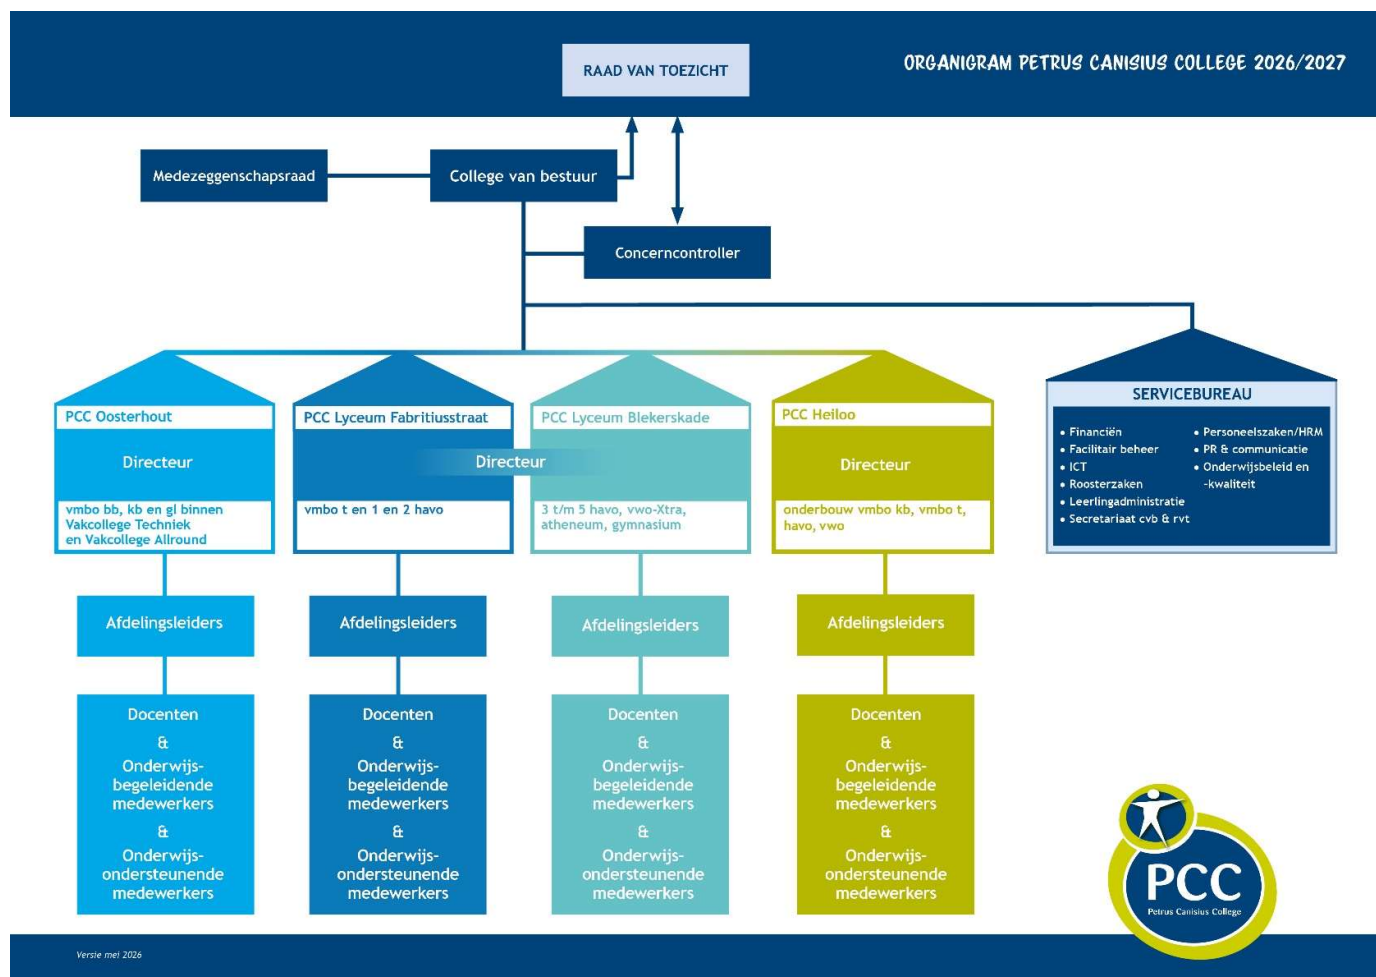 RAAD VAN TOEZICHT
ORGANIGRAM PETRUS CANISIUS COLLEGE 2026/2027
Medezeggenschapsraad
College van bestuur
Concerncontroller
PCC Oosterhout
Directeur
vmbo bb, kb en gl binnen
Vakcollege Techniek
en Vakcollege Allround
Afdelingsleiders
Docenten
&
Onderwijs-
begeleidende
medewerkers
&
Onderwijs-
ondersteunende
medewerkers
PCC Lyceum Fabritiusstraat
PCC Lyceum Blekerskade
Directeur
vmbo t en 1 en 2 havo
Afdelingsleiders
Docenten
&
Onderwijs-
begeleidende
medewerkers
&
Onderwijs-
ondersteunende
medewerkers
3 t/m 5 havo, vwo-Xtra,
atheneum, gymnasium
Afdelingsleiders
Docenten
&
Onderwijs-
begeleidende
medewerkers
&
Onderwijs-
ondersteunende
medewerkers
PCC Heiloo
Directeur
onderbouw vmbo kb, vmbo t,
havo, vwo
Afdelingsleiders
Docenten
&
Onderwijs-
begeleidende
medewerkers
&
Onderwijs-
ondersteunende
medewerkers
SERVICEBUREAU
• Financiën
• Facilitair beheer
• ICT
• Roosterzaken
• Leerlingadministratie
• Secretariaat cvb & rvt
• Personeelszaken/HRM
• PR & communicatie
• Onderwijsbeleid en
-kwaliteit
PCC
Petrus Canisius College
Versie mei 2026